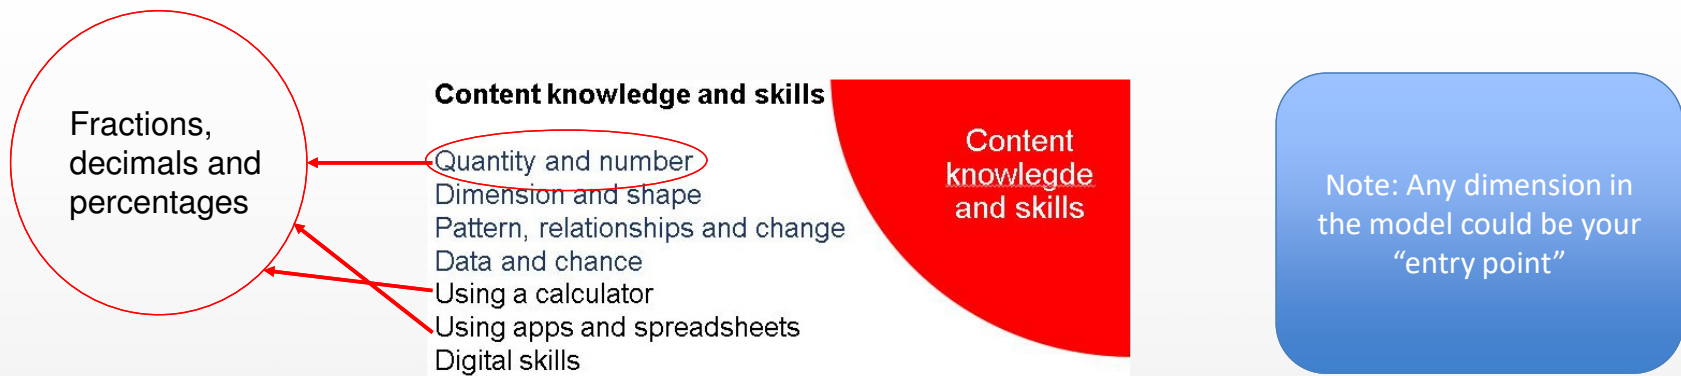 Fractions,
decimals and
percentages
Content knowledge and skills
Quantity and number
Dimension and shape
Pattern, relationships and change
Data and chance
Using a calculator
Using apps and spreadsheets
Digital skills
Content
knowlegde
and skills
Note: Any dimension in
the model could be your
“entry point”